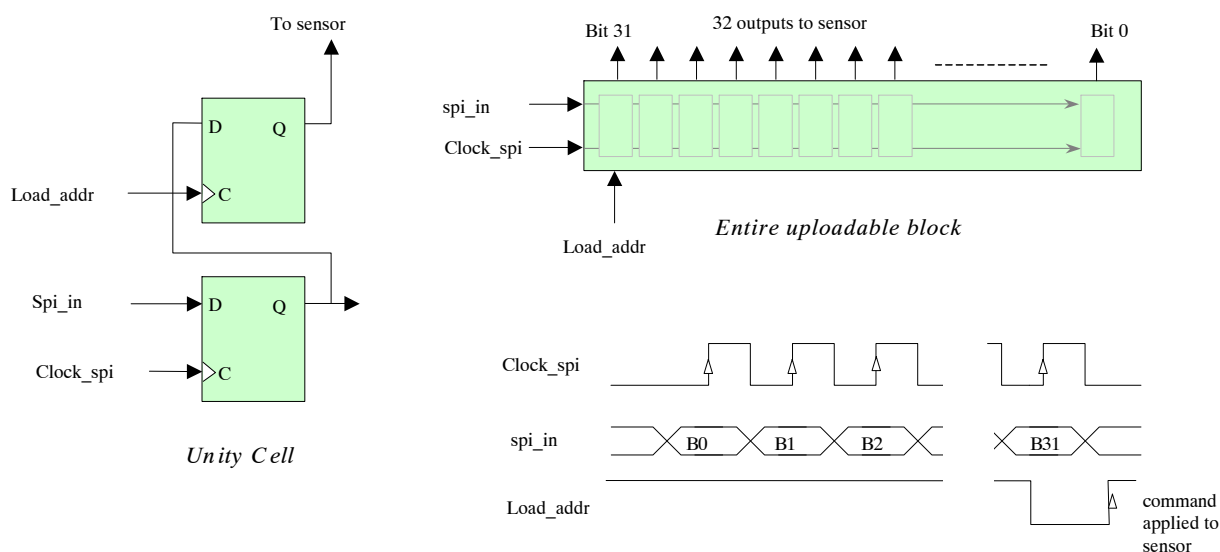 To sensor
D
Q
Load_addr
C
Spi_in
D
Q
Clock_spi
C
Unity Cell
Bit 31
32 outputs to sensor
Bit 0
spi_in
Clock_spi
Load_addr
Entire uploadable block
Clock_spi
spi_in
B0
B1
B2
B31
Load_addr
command
applied to
sensor